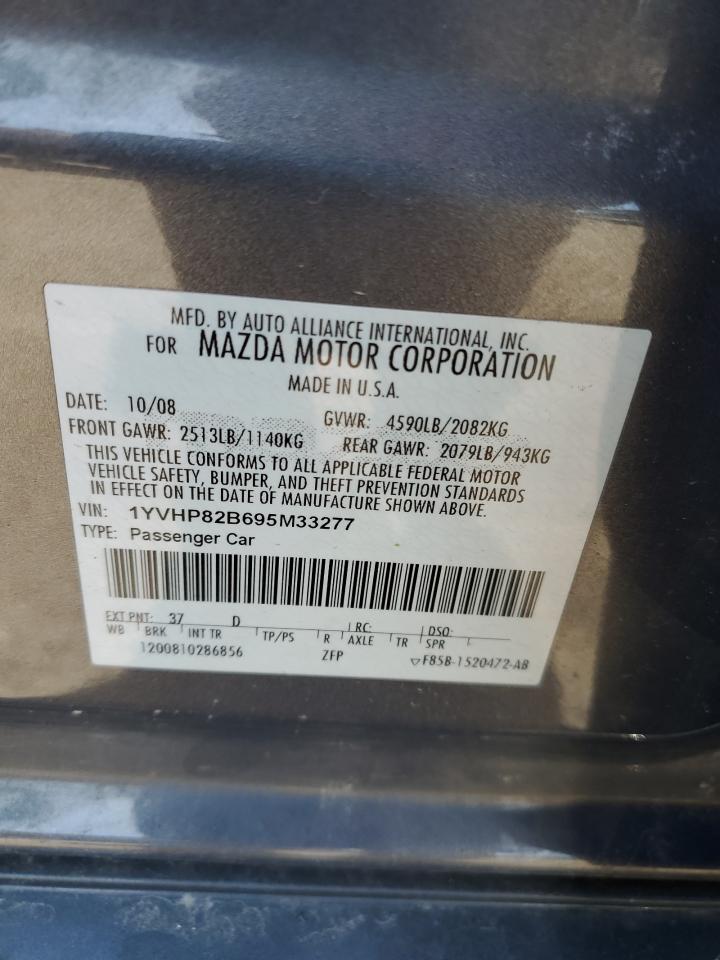 MFD. BY AUTO ALLIANCE INTERNATIONAL, INC.
FOR MAZDA MOTOR CORPORATION
MADE IN U.S.A.
DATE: 10/08 GVWR: 4590LB/2082KG
FRONT GAWR: 2513LB/1140KG REAR GAWR: 2079LB/943KG
THIS VEHICLE CONFORMS TO ALL APPLICABLE FEDERAL MOTOR
VEHICLE SAFETY, BUMPER, AND THEFT PREVENTION STANDARDS
IN EFFECT ON THE DATE OF MANUFACTURE SHOWN ABOVE.
VIN: 1YVHP82B695M33277
TYPE: Passenger Car
EXT PNT: 37 D RC: DSO:
WB BRK INT TR TP/PS R AXLE TR SPR
1200810286856 ZFP F85B-1520472-AB